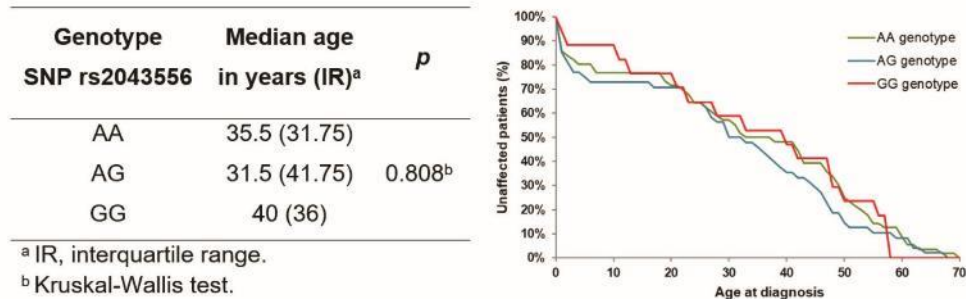 Genotype
SNP rs2043556
Median age
in years (IR)ᵃ
p
AA
35.5 (31.75)
AG
31.5 (41.75)
0.808ᵇ
GG
40 (36)
ᵃ IR, interquartile range.
ᵇ Kruskal-Wallis test.
Unaffected patients (%)
100%
90%
80%
70%
60%
50%
40%
30%
20%
10%
0%
0 10 20 30 40 50 60 70
Age at diagnosis
AA genotype
AG genotype
GG genotype